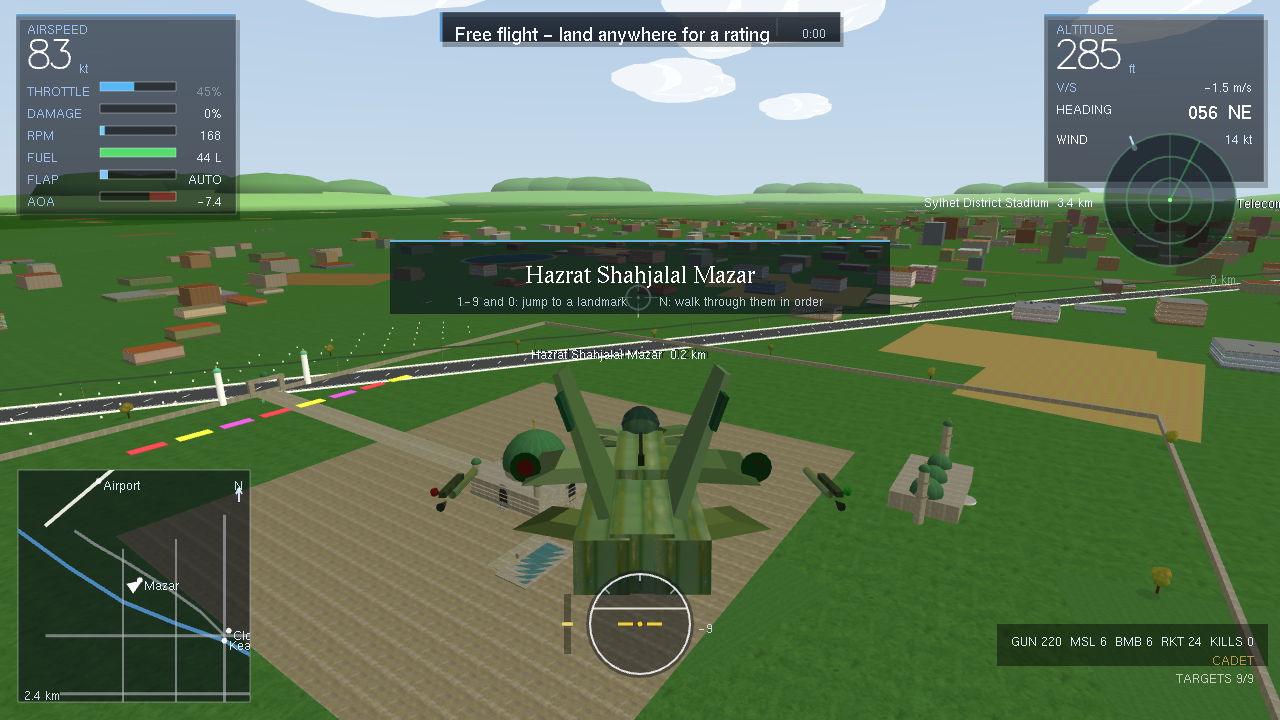 AIRSPEED
83 kt
THROTTLE 45%
DAMAGE 0%
RPM 168
FUEL 44 L
FLAP AUTO
AOA -7.4
Free flight – land anywhere for a rating 0:00
ALTITUDE
285 ft
V/S -1.5 m/s
HEADING 056 NE
WIND 14 kt
Sylhet District Stadium 3.4 km
Telecom
8 km
Hazrat Shahjalal Mazar
1-9 and 0: jump to a landmark N: walk through them in order
Hazrat Shahjalal Mazar 0.2 km
Airport
N
Mazar
Clo
Kea
2.4 km
-9
GUN 220 MSL 6 BMB 6 RKT 24 KILLS 0
CADET
TARGETS 9/9